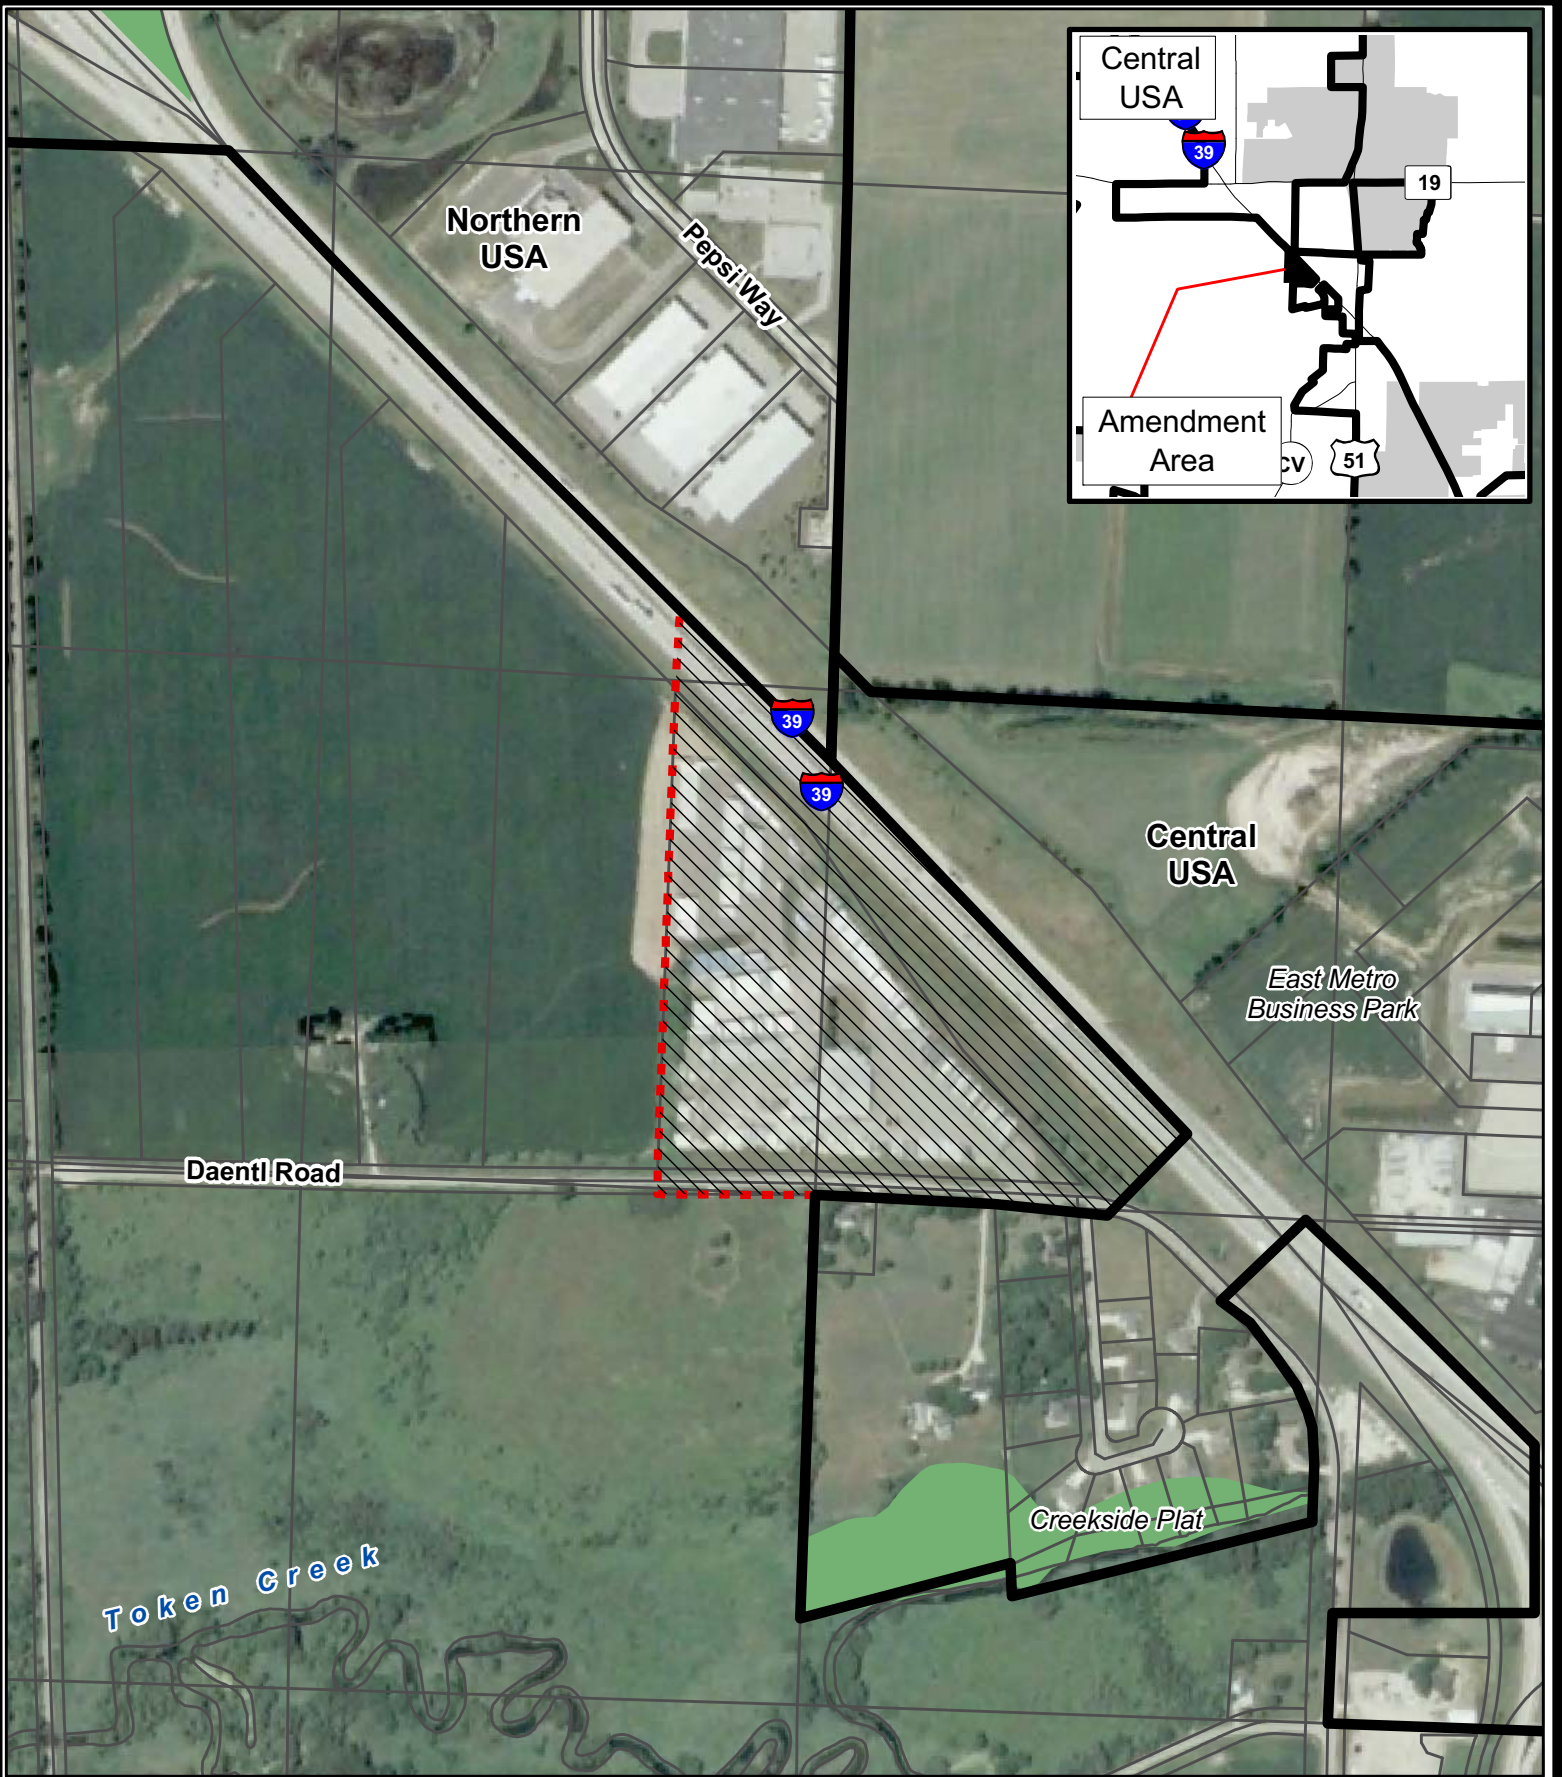 Central
USA
39
19
Northern
USA
Pepsi Way
Amendment
Area
CV
51
39
39
Central
USA
East Metro
Business Park
Daentl Road
Creekside Plat
Token Creek